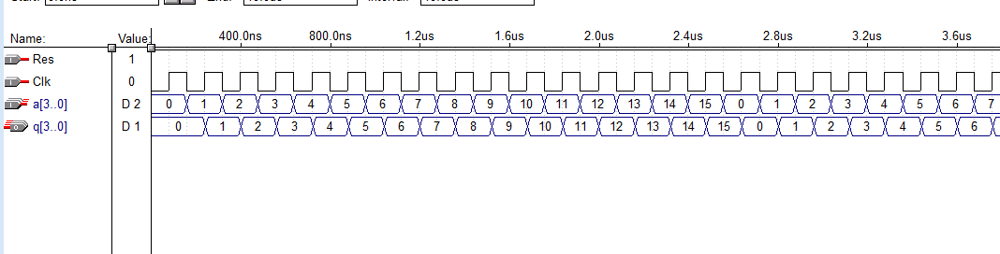 Name: Value: 400.0ns 800.0ns 1.2us 1.6us 2.0us 2.4us 2.8us 3.2us 3.6us
Res 1
Clk 0
a[3..0] D 2 0 1 2 3 4 5 6 7 8 9 10 11 12 13 14 15 0 1 2 3 4 5 6 7
q[3..0] D 1 0 1 2 3 4 5 6 7 8 9 10 11 12 13 14 15 0 1 2 3 4 5 6